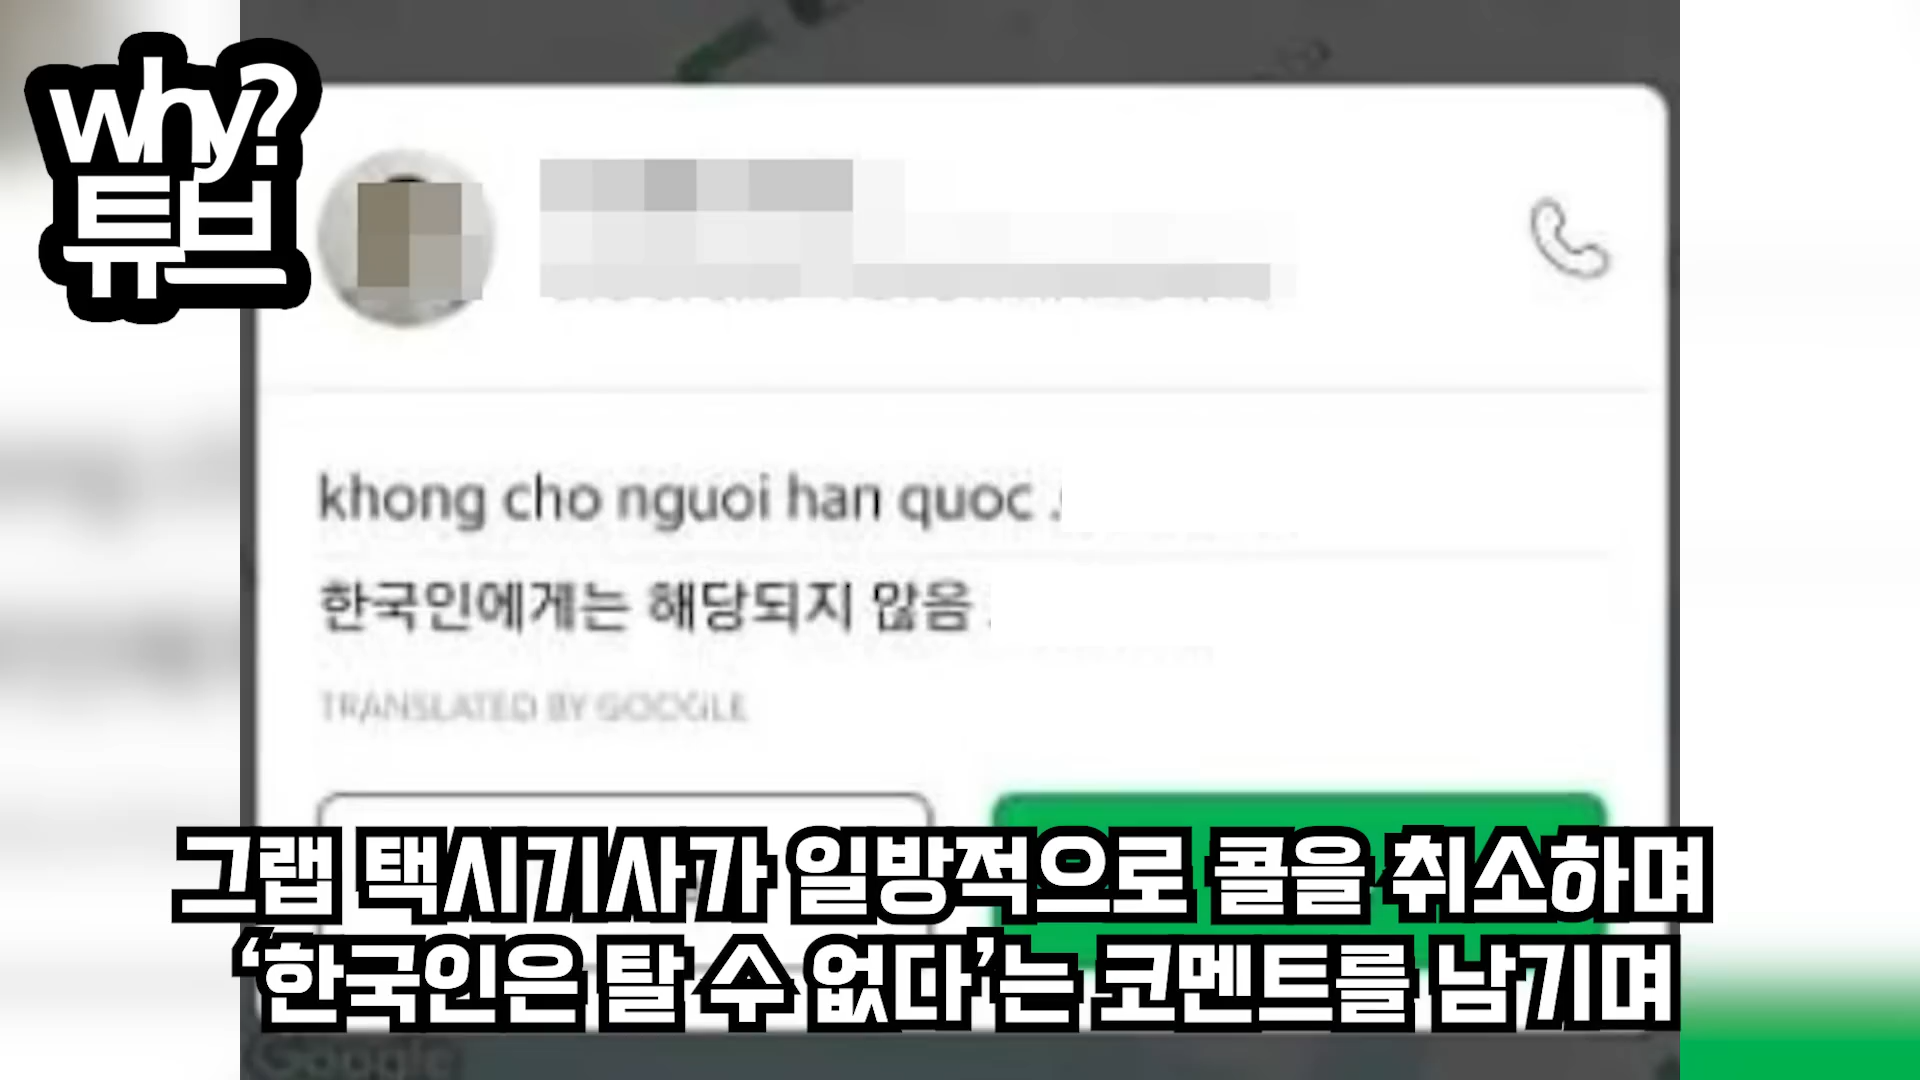 why?
튜브
khong cho nguoi han quoc .
한국인에게는 해당되지 않음
TRANSLATED BY GOOGLE
그랩 택시기사가 일방적으로 콜을 취소하며
‘한국인은 탈 수 없다’는 코멘트를 남기며
Google